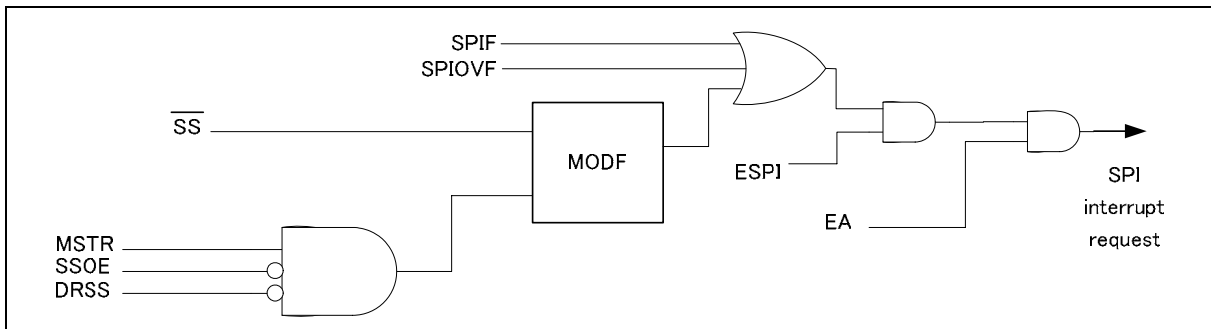 SPIF
SPIOVF
SS
MODF
ESPI
SPI
interrupt
request
EA
MSTR
SSOE
DRSS